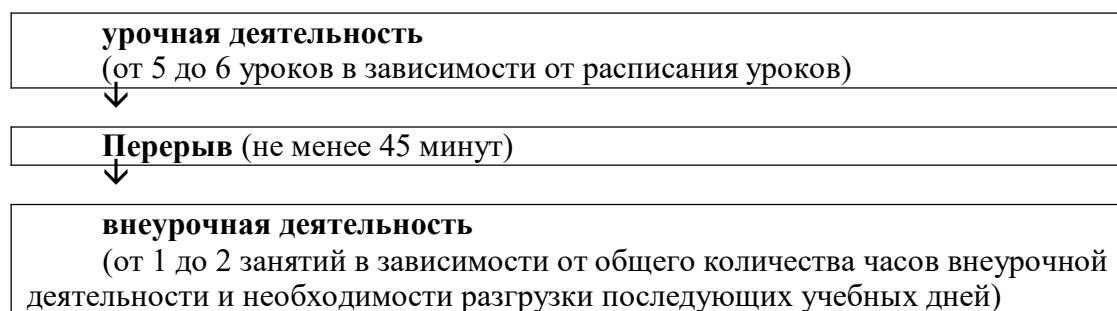 урочная деятельность
(от 5 до 6 уроков в зависимости от расписания уроков)
↓
Перерыв (не менее 45 минут)
↓
внеурочная деятельность
(от 1 до 2 занятий в зависимости от общего количества часов внеурочной
деятельности и необходимости разгрузки последующих учебных дней)